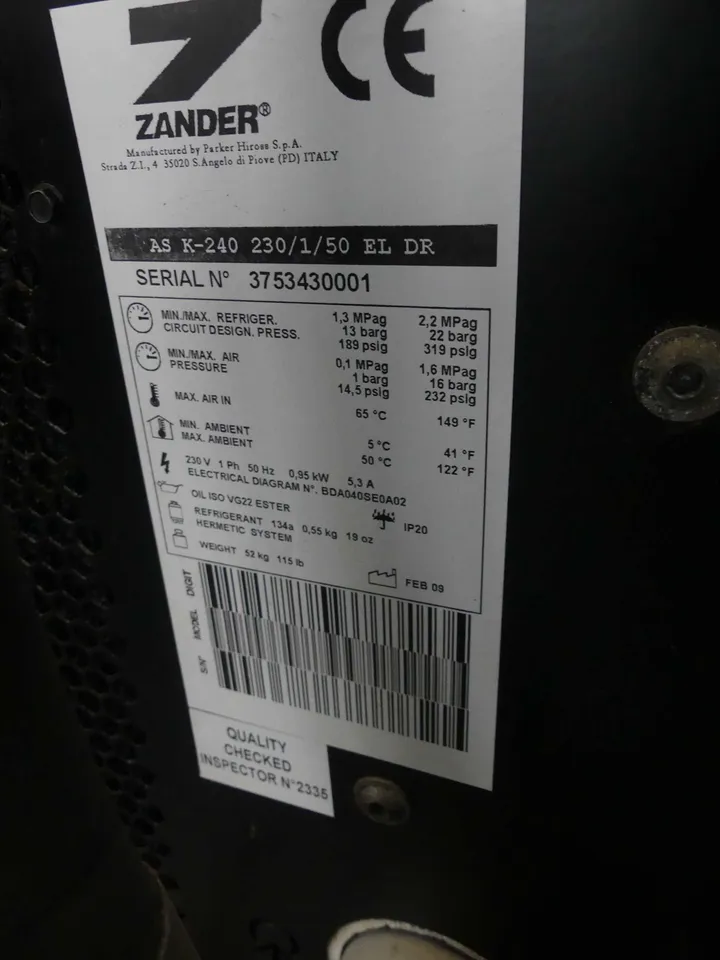 Z CE
ZANDER®
Manufactured by Parker Hiross S.p.A.
Strada Z.I., 4 35020 S.Angelo di Piove (PD) ITALY
AS K-240 230/1/50 EL DR
SERIAL N° 3753430001
MIN./MAX. REFRIGER. 1,3 MPag 2,2 MPag
CIRCUIT DESIGN. PRESS. 13 barg 22 barg
189 psig 319 psig
MIN./MAX. AIR 0,1 MPag 1,6 MPag
PRESSURE 1 barg 16 barg
14,5 psig 232 psig
MAX. AIR IN 65 °C 149 °F
MIN. AMBIENT 5 °C 41 °F
MAX. AMBIENT 50 °C 122 °F
230 V 1 Ph 50 Hz 0,95 kW 5,3 A
ELECTRICAL DIAGRAM N°. BDA040SE0A02
OIL ISO VG22 ESTER IP20
REFRIGERANT 134a 0,55 kg 19 oz
HERMETIC SYSTEM
WEIGHT 52 kg 115 lb FEB 09
DIGIT
MODEL
S/N°
QUALITY
CHECKED
INSPECTOR N°2335